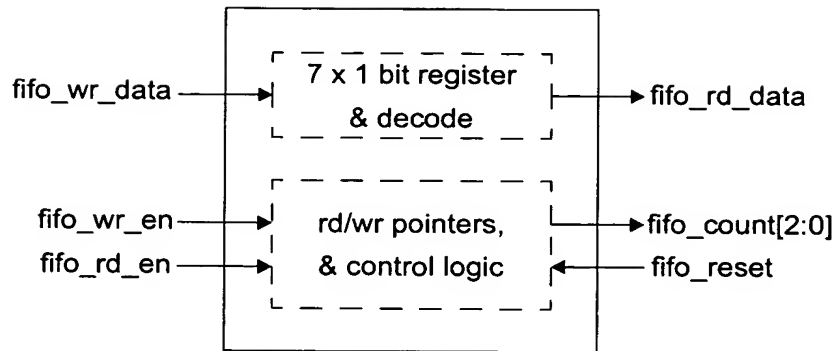 7 x 1 bit register
fifo_wr_data
fifo_rd_data
& decode
fifo_wr_en
rd/wr pointers,
fifo_count[2:0]
fifo_rd_en
& control logic
fifo_reset